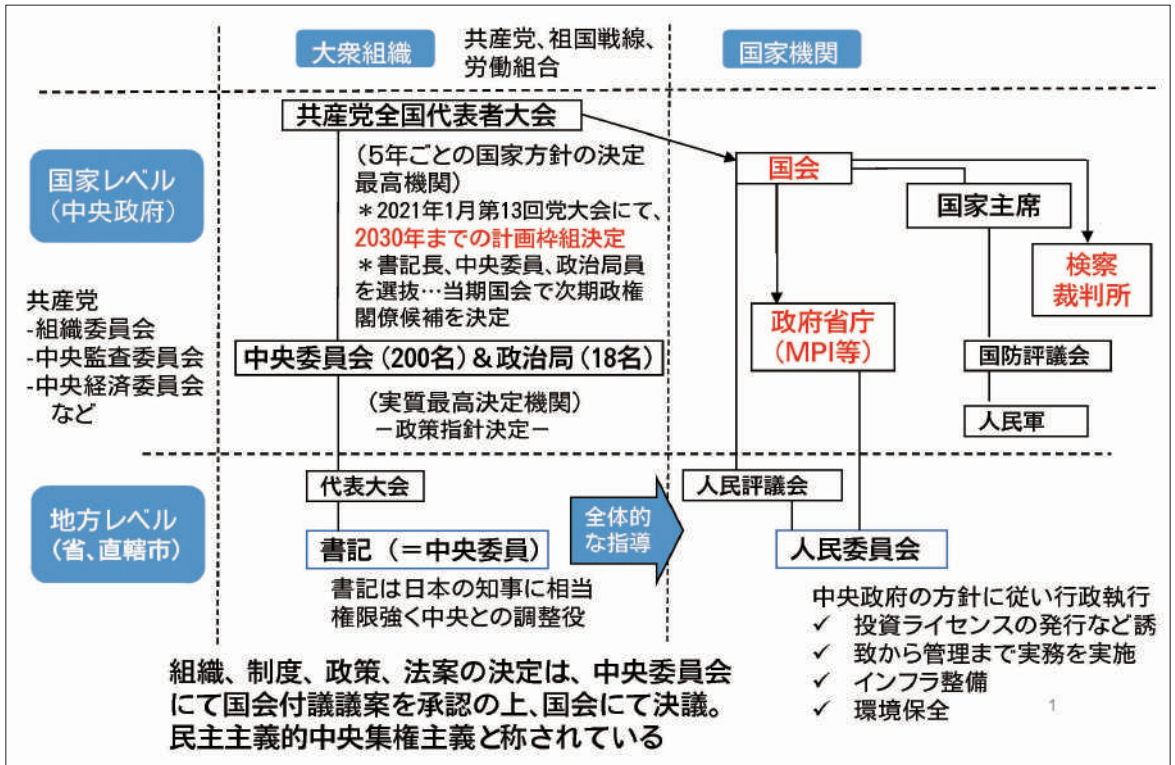 大衆組織
共産党、祖国戦線、
労働組合
国家機関
国家レベル
（中央政府）
共産党
-組織委員会
-中央監査委員会
-中央経済委員会
など
共産党全国代表者大会
（5年ごとの国家方針の決定
最高機関）
＊2021年1月第13回党大会にて、
2030年までの計画枠組決定
＊書記長、中央委員、政治局員
を選抜…当期国会で次期政権
閣僚候補を決定
中央委員会（200名）＆政治局（18名）
（実質最高決定機関）
－政策指針決定－
国会
国家主席
検察
裁判所
政府省庁
（MPI等）
国防評議会
人民軍
地方レベル
（省、直轄市）
代表大会
書記 （＝中央委員）
書記は日本の知事に相当
権限強く中央との調整役
全体的
な指導
人民評議会
人民委員会
中央政府の方針に従い行政執行
✓ 投資ライセンスの発行など誘
✓ 致から管理まで実務を実施
✓ インフラ整備
✓ 環境保全
組織、制度、政策、法案の決定は、中央委員会
にて国会付議議案を承認の上、国会にて決議。
民主主義的中央集権主義と称されている
1